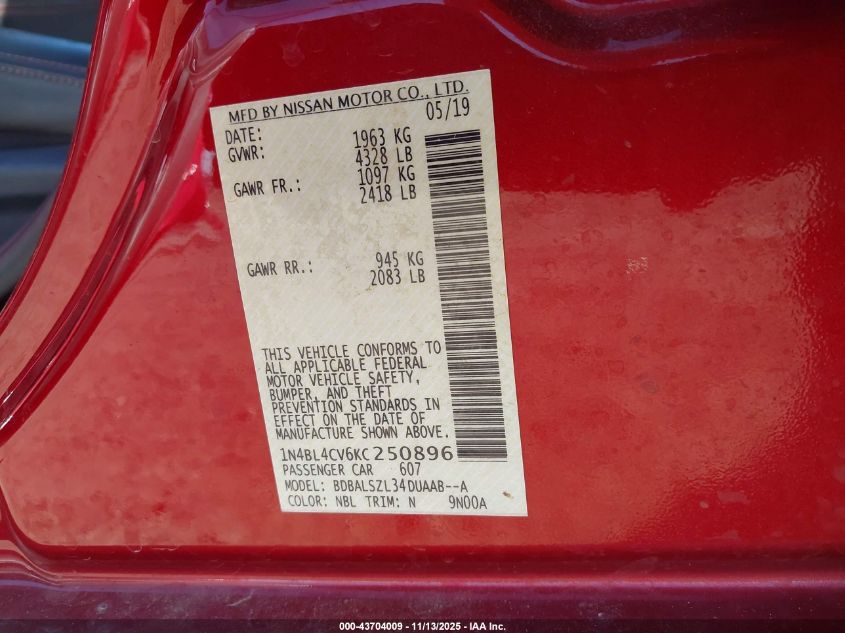 MFD BY NISSAN MOTOR CO., LTD.
DATE: 05/19
GVWR: 1963 KG
4328 LB
GAWR FR.: 1097 KG
2418 LB
GAWR RR.: 945 KG
2083 LB
THIS VEHICLE CONFORMS TO
ALL APPLICABLE FEDERAL
MOTOR VEHICLE SAFETY,
BUMPER, AND THEFT
PREVENTION STANDARDS IN
EFFECT ON THE DATE OF
MANUFACTURE SHOWN ABOVE.
1N4BL4CV6KC250896
PASSENGER CAR 607
MODEL: BDBALSZL34DUAAB--A
COLOR: NBL TRIM: N 9N00A
000-43704009 - 11/13/2025 - IAA Inc.